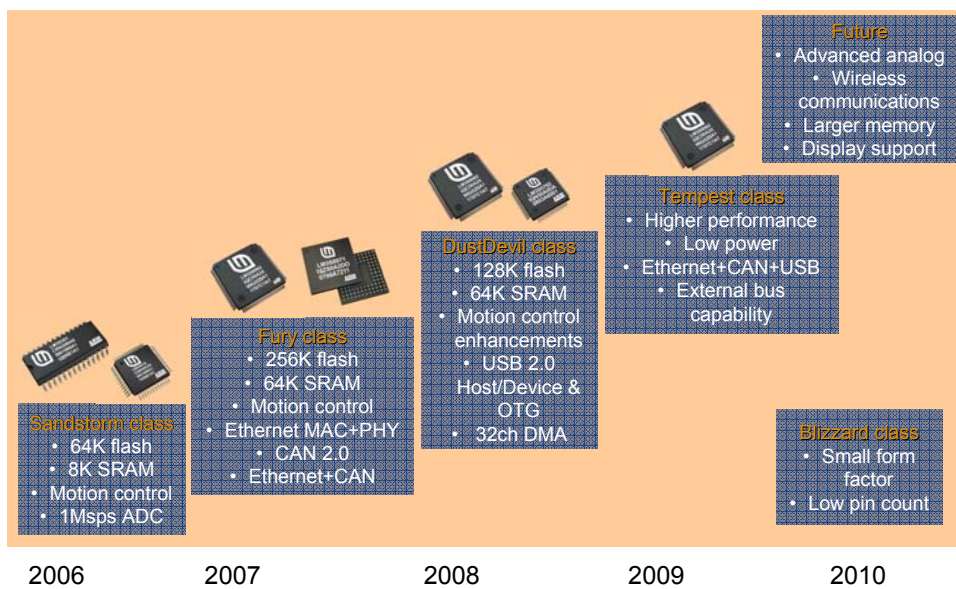 Future
• Advanced analog
• Wireless
communications
• Larger memory
• Display support
Tempest class
• Higher performance
• Low power
• Ethernet+CAN+USB
• External bus
capability
DustDevil class
• 128K flash
• 64K SRAM
• Motion control
enhancements
• USB 2.0
Host/Device &
OTG
• 32ch DMA
Fury class
• 256K flash
• 64K SRAM
• Motion control
• Ethernet MAC+PHY
• CAN 2.0
• Ethernet+CAN
Sandstorm class
• 64K flash
• 8K SRAM
• Motion control
• 1Msps ADC
Blizzard class
• Small form
factor
• Low pin count
2006
2007
2008
2009
2010